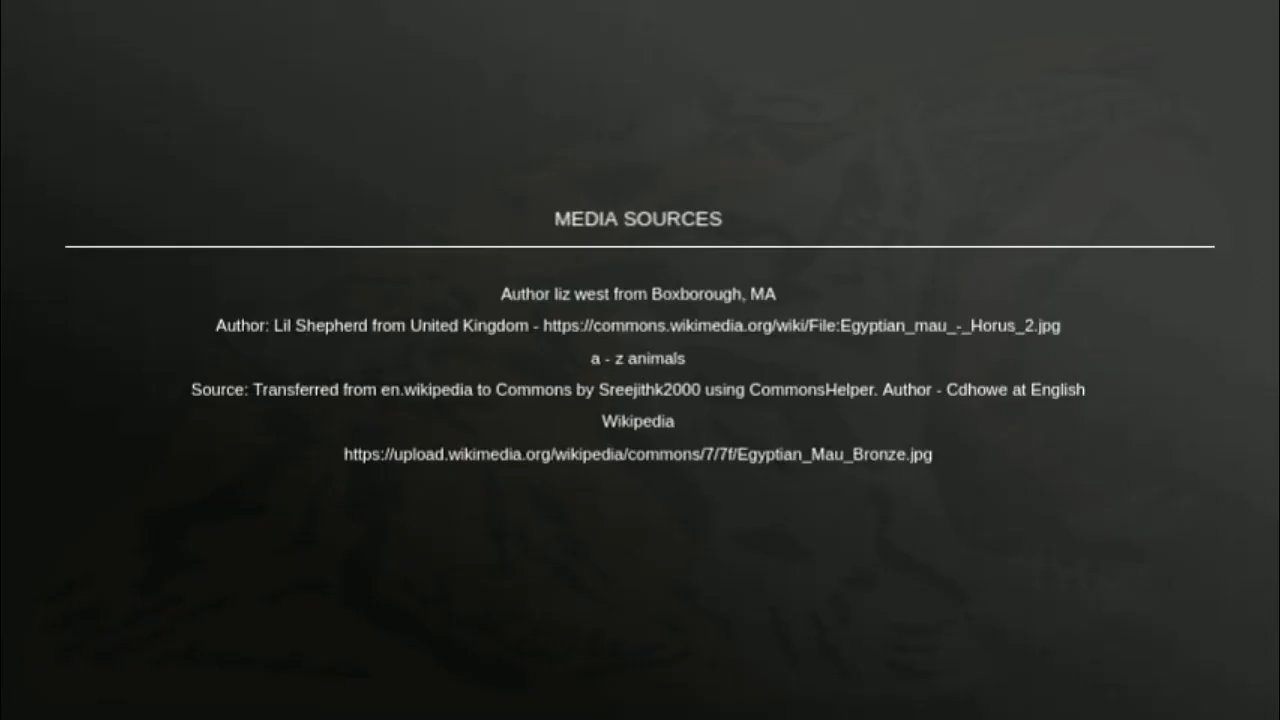 MEDIA SOURCES
Author liz west from Boxborough, MA
Author: Lil Shepherd from United Kingdom - https://commons.wikimedia.org/wiki/File:Egyptian_mau_-_Horus_2.jpg
a - z animals
Source: Transferred from en.wikipedia to Commons by Sreejithk2000 using CommonsHelper. Author - Cdhowe at English
Wikipedia
https://upload.wikimedia.org/wikipedia/commons/7/7f/Egyptian_Mau_Bronze.jpg